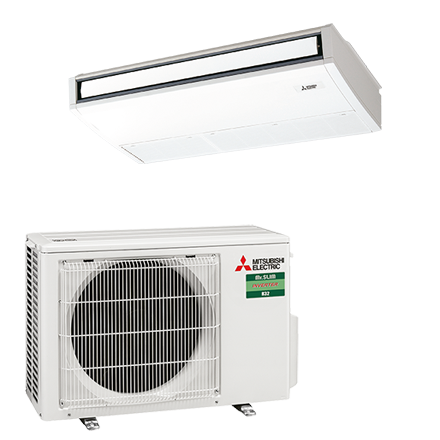 MITSUBISHI
ELECTRIC
Mr.SLIM
INVERTER
R32